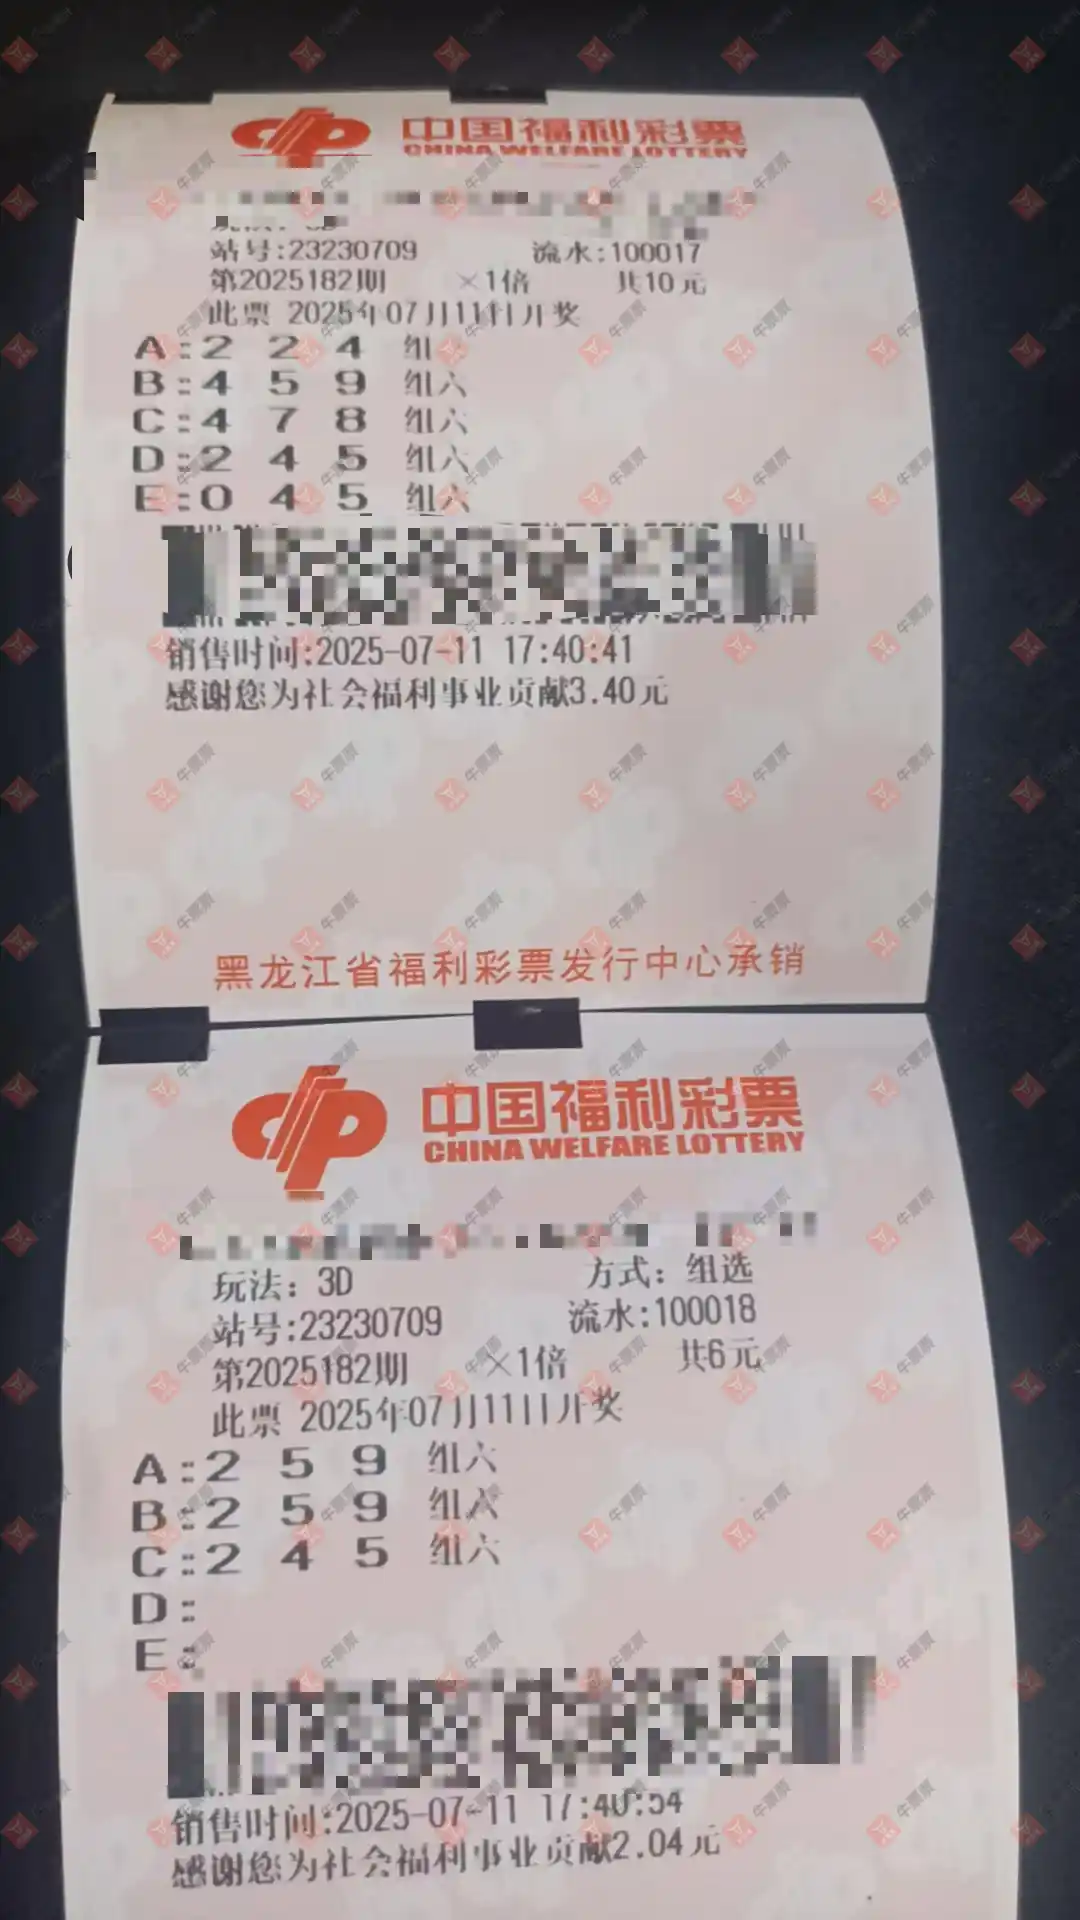 中国福利彩票
CHINA WELFARE LOTTERY
站号:23230709 流水:100017
第2025182期 ×1倍 共10元
此票 2025年07月11日开奖
A:2 2 4 组
B:4 5 9 组六
C:4 7 8 组六
D:2 4 5 组六
E:0 4 5 组六
销售时间:2025-07-11 17:40:41
感谢您为社会福利事业贡献3.40元
黑龙江省福利彩票发行中心承销
中国福利彩票
CHINA WELFARE LOTTERY
玩法: 3D 方式: 组选
站号:23230709 流水:100018
第2025182期 ×1倍 共6元
此票 2025年07月11日开奖
A:2 5 9 组六
B:2 5 9 组六
C:2 4 5 组六
D:
E:
销售时间:2025-07-11 17:40:54
感谢您为社会福利事业贡献2.04元
牛票票